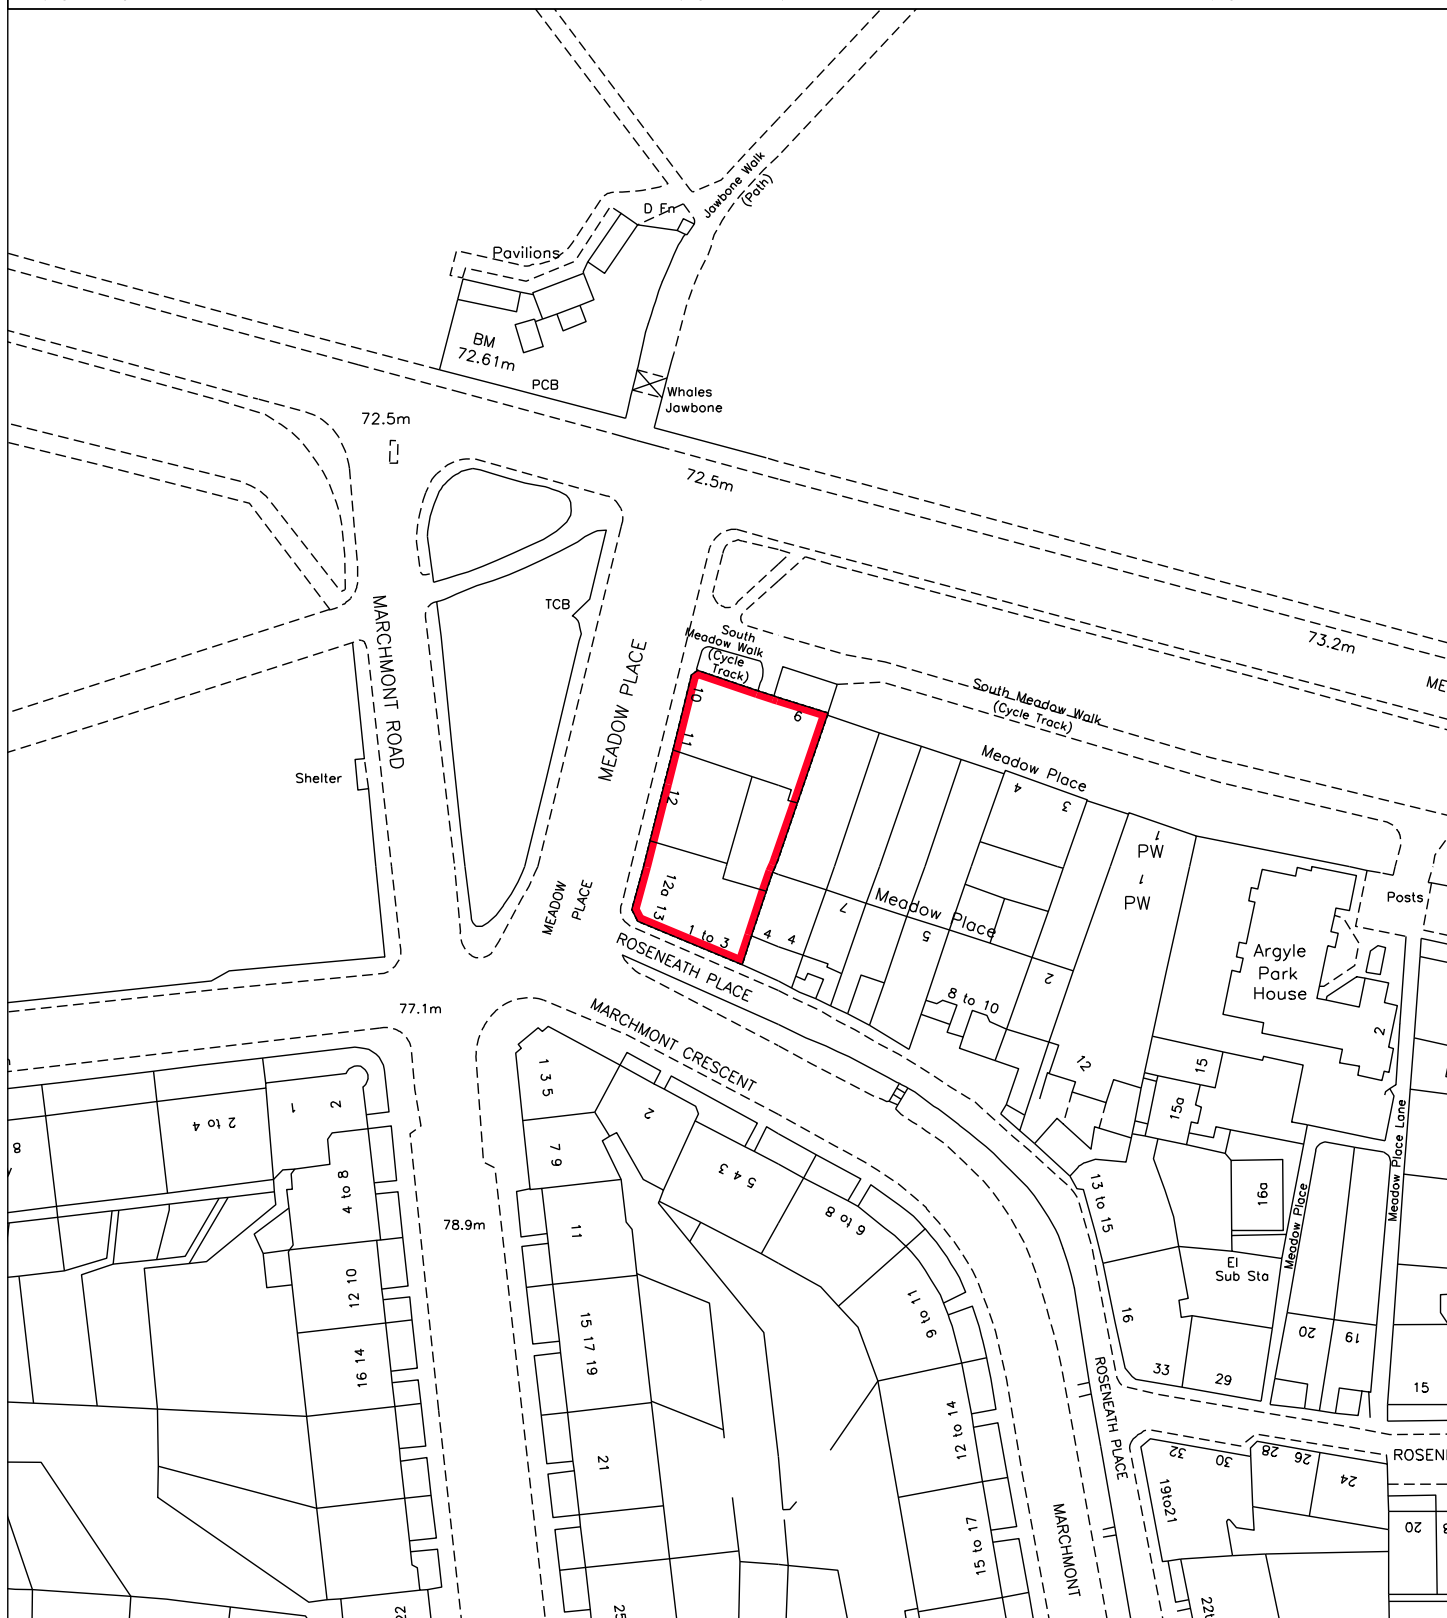 Jawbone Walk
(Path)
D Fn
Pavilions
BM
72.61m
PCB
Whales
Jawbone
72.5m
72.5m
TCB
MARCHMONT ROAD
MEADOW PLACE
South
Meadow Walk
(Cycle
Track)
73.2m
ME
South Meadow Walk
(Cycle Track)
Meadow Place
10
9
11
12
12a
13
1 to 3
4
4
4
3
1
PW
1
PW
Shelter
MEADOW
PLACE
Meadow Place
7
5
2
8 to 10
12
Posts
Argyle
Park
House
2
ROSENEATH PLACE
77.1m
MARCHMONT CRESCENT
15
15a
Meadow Place Lane
1 3 5
7 9
2
1
2
2 to 4
8
4 to 8
5 4 3
6 to 8
13 to 15
16a
Meadow Place
El
Sub Sta
78.9m
11
12 10
9 to 11
15 17 19
16 14
16
33
29
20
19
15
ROSENEATH PLACE
12 to 14
21
32
30
28
26
24
ROSEN
19to21
20
15 to 17
MARCHMONT
22
25